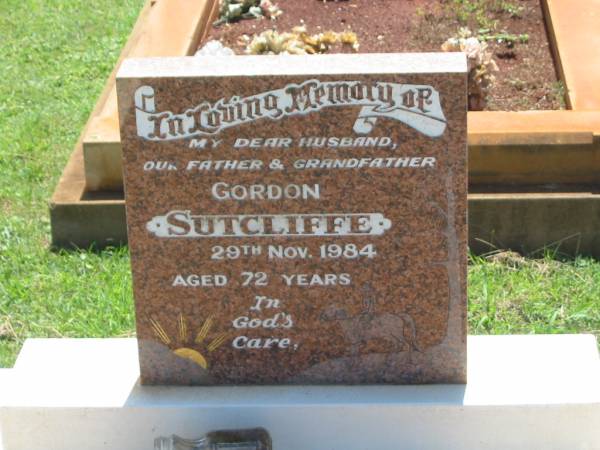 In Loving Memory of
MY DEAR HUSBAND,
OUR FATHER & GRANDFATHER
GORDON
SUTCLIFFE
29TH NOV. 1984
AGED 72 YEARS
In
God's
Care,